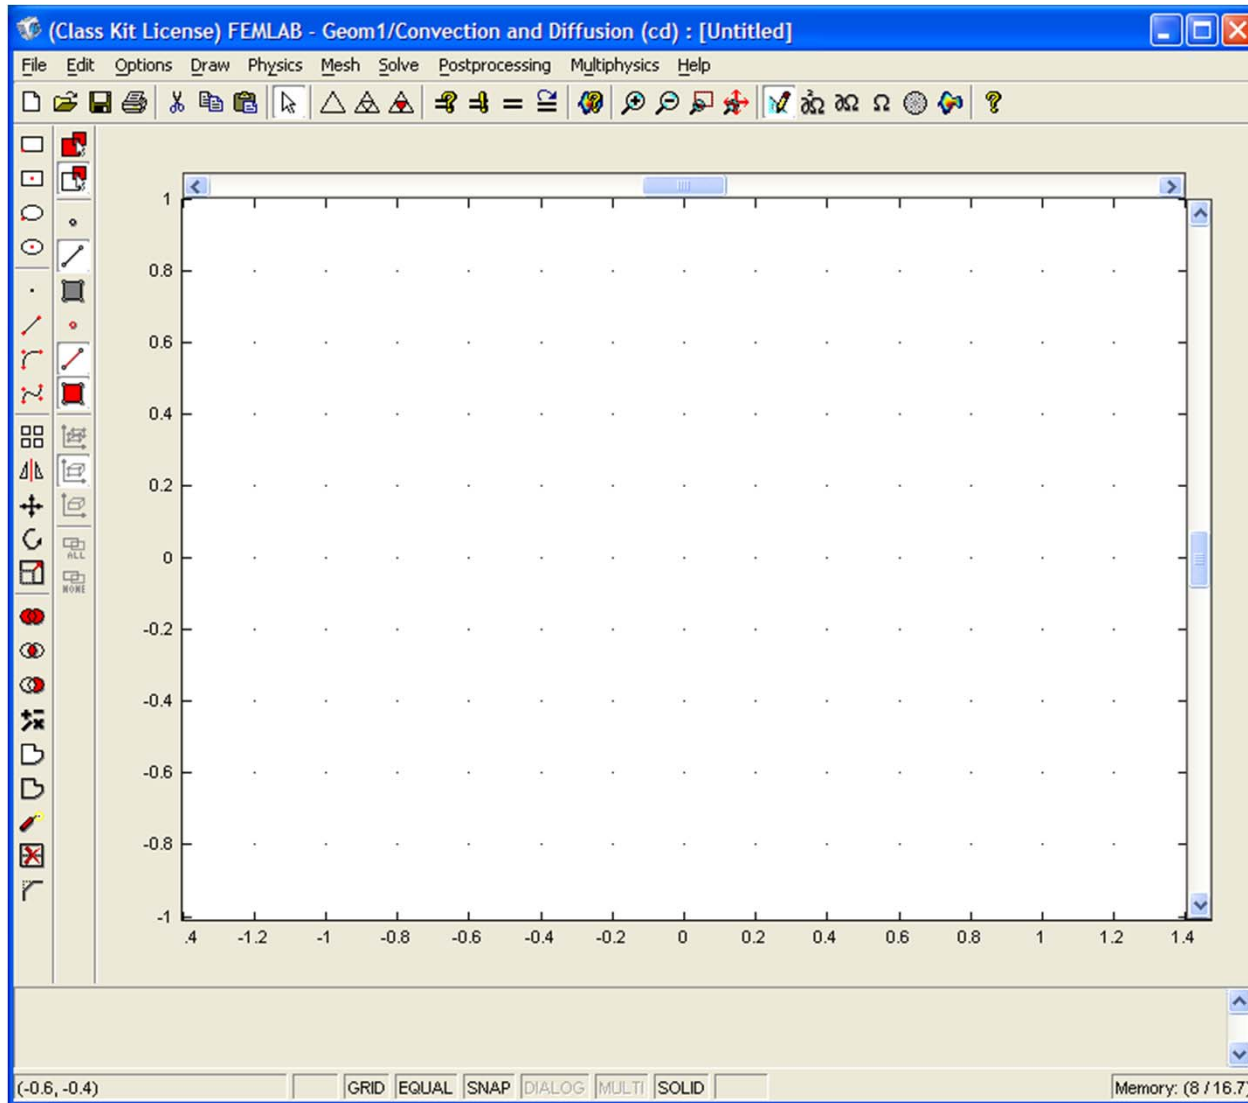 (Class Kit License) FEMLAB - Geom1/Convection and Diffusion (cd) : [Untitled]
File Edit Options Draw Physics Mesh Solve Postprocessing Multiphysics Help
∂²Ω ∂Ω Ω ?
1
0.8
0.6
0.4
0.2
0
-0.2
-0.4
-0.6
-0.8
-1
ALL
NONE
.4 -1.2 -1 -0.8 -0.6 -0.4 -0.2 0 0.2 0.4 0.6 0.8 1 1.2 1.4
(-0.6, -0.4) GRID EQUAL SNAP DIALOG MULTI SOLID Memory: (8 / 16.7)